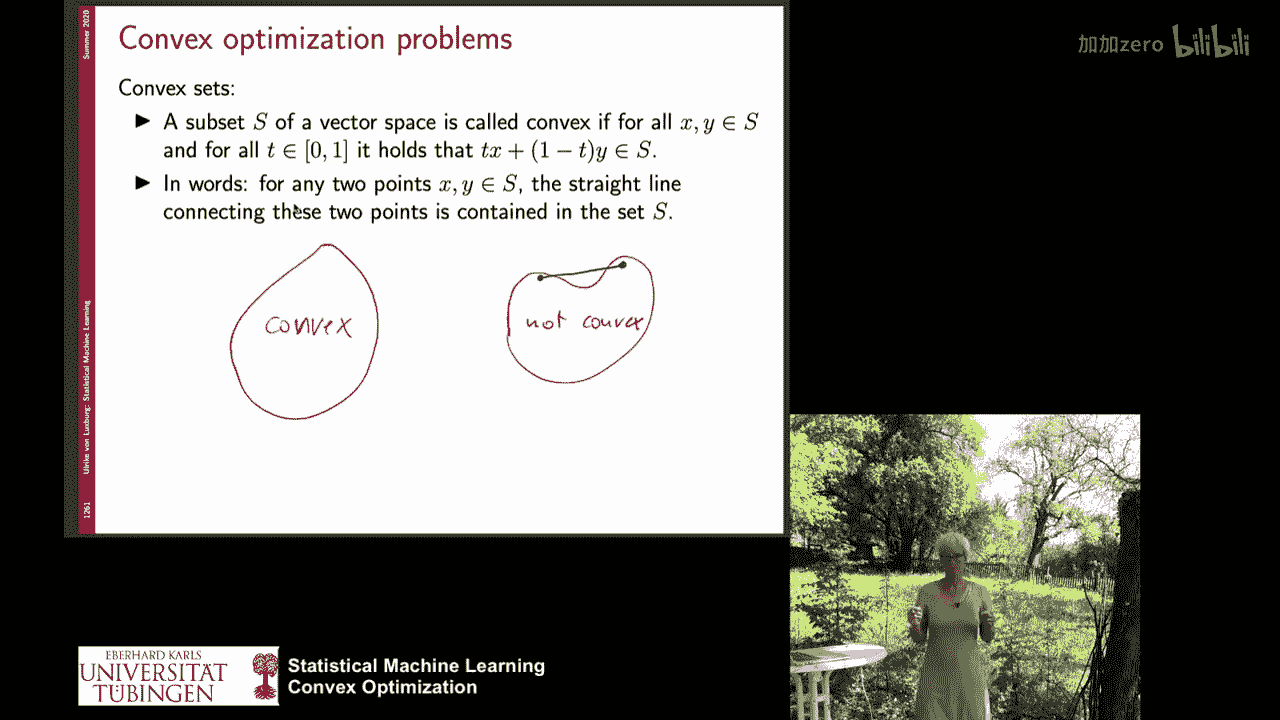 Summer 2020
Convex optimization problems
Convex sets:
► A subset S of a vector space is called convex if for all x, y ∈ S
and for all t ∈ [0, 1] it holds that tx + (1 − t)y ∈ S.
► In words: for any two points x, y ∈ S, the straight line
connecting these two points is contained in the set S.
convex
not convex
Ulrike von Luxburg: Statistical Machine Learning
1261
加加zero bilibili
EBERHARD KARLS
UNIVERSITÄT
TÜBINGEN
Statistical Machine Learning
Convex Optimization